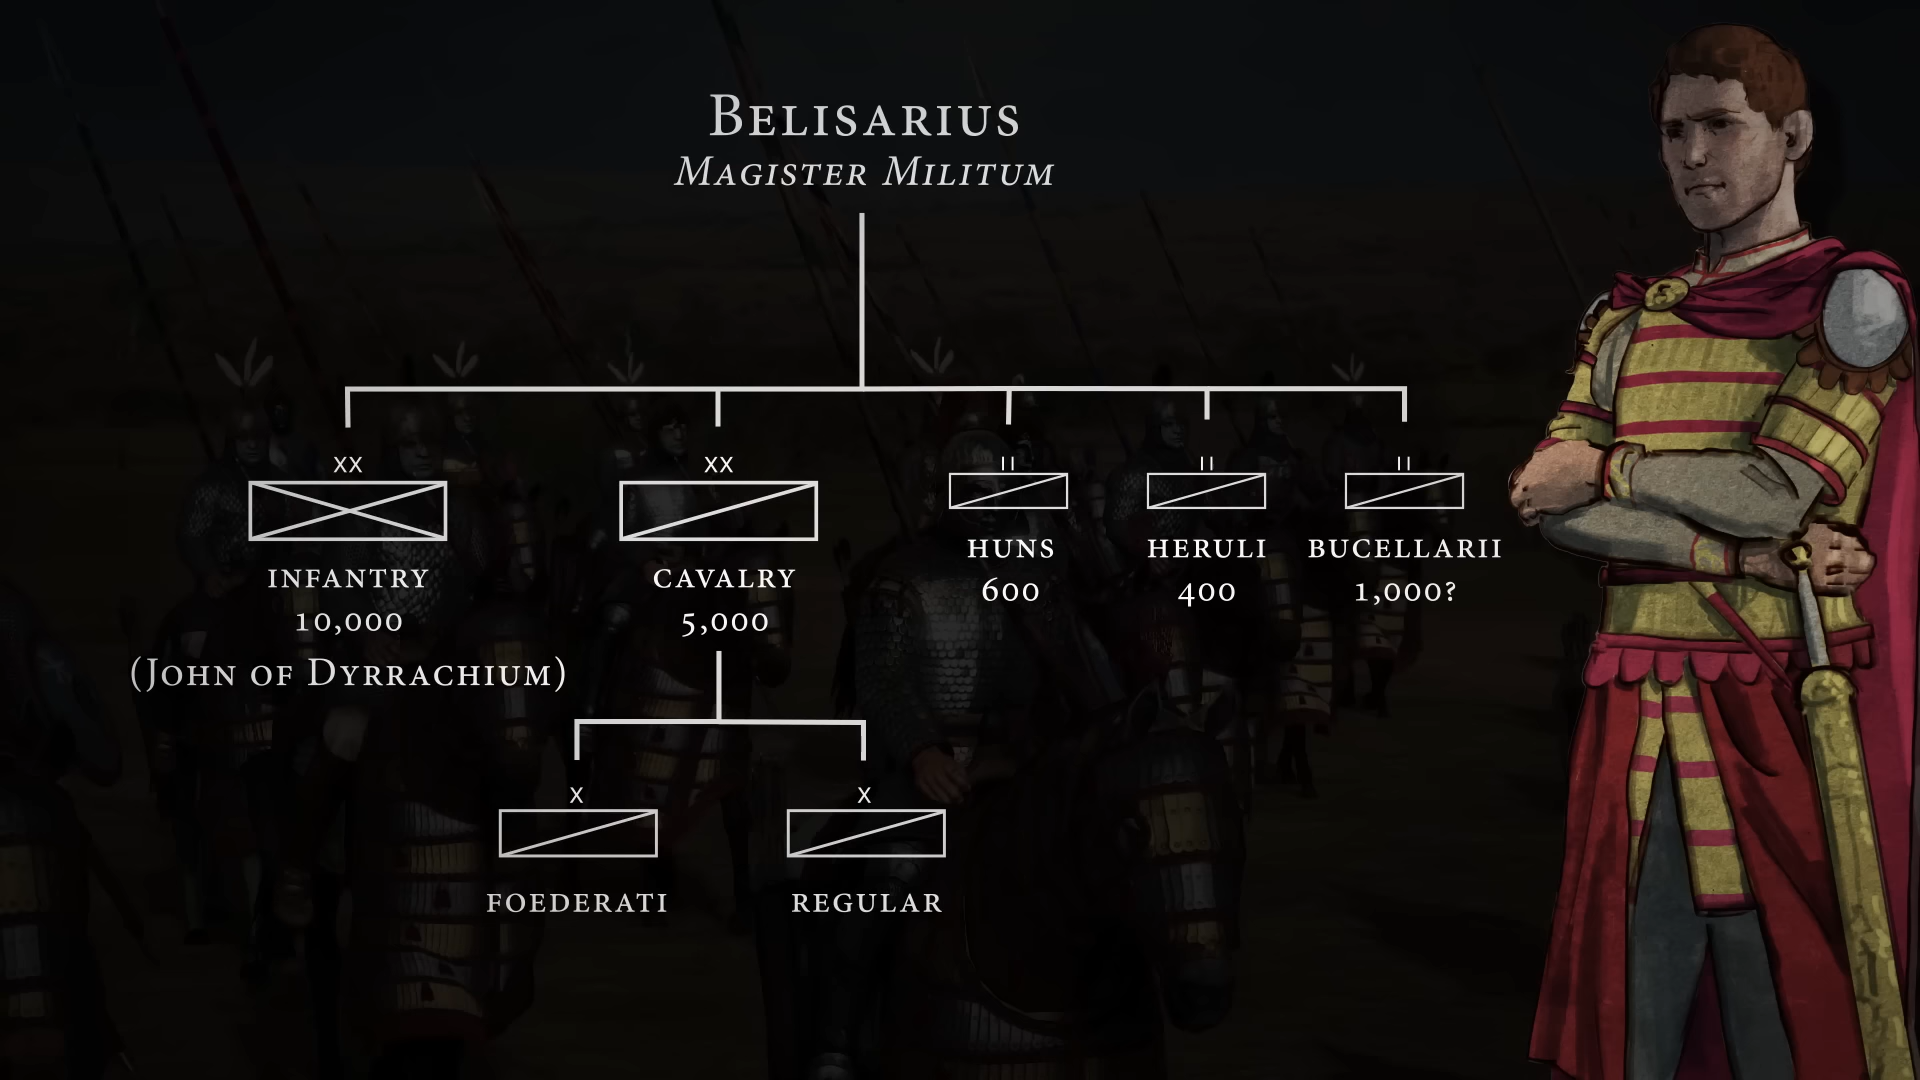 BELISARIUS
MAGISTER MILITUM
XX
XX
II
II
II
INFANTRY
10,000
(JOHN OF DYRRACHIUM)
CAVALRY
5,000
HUNS
600
HERULI
400
BUCELLARII
1,000?
X
X
FOEDERATI
REGULAR